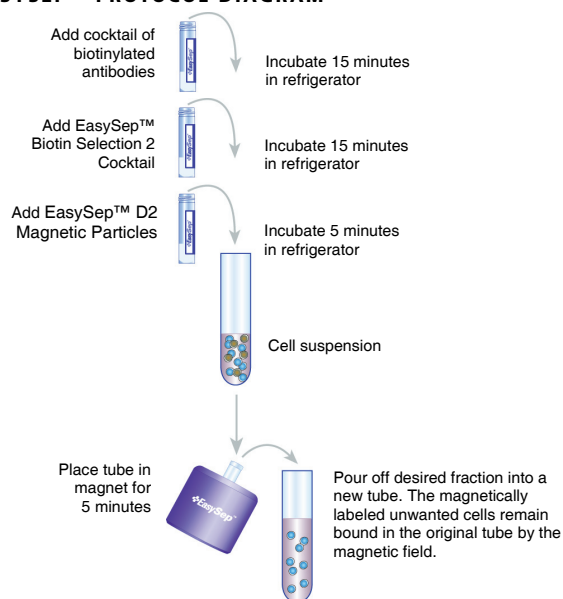 PROTOCOL DIAGRAM
Add cocktail of
biotinylated
antibodies
Incubate 15 minutes
in refrigerator
Add EasySep™
Biotin Selection 2
Cocktail
Incubate 15 minutes
in refrigerator
Add EasySep™ D2
Magnetic Particles
Incubate 5 minutes
in refrigerator
Cell suspension
Place tube in
magnet for
5 minutes
EasySep™
Pour off desired fraction into a
new tube. The magnetically
labeled unwanted cells remain
bound in the original tube by the
magnetic field.